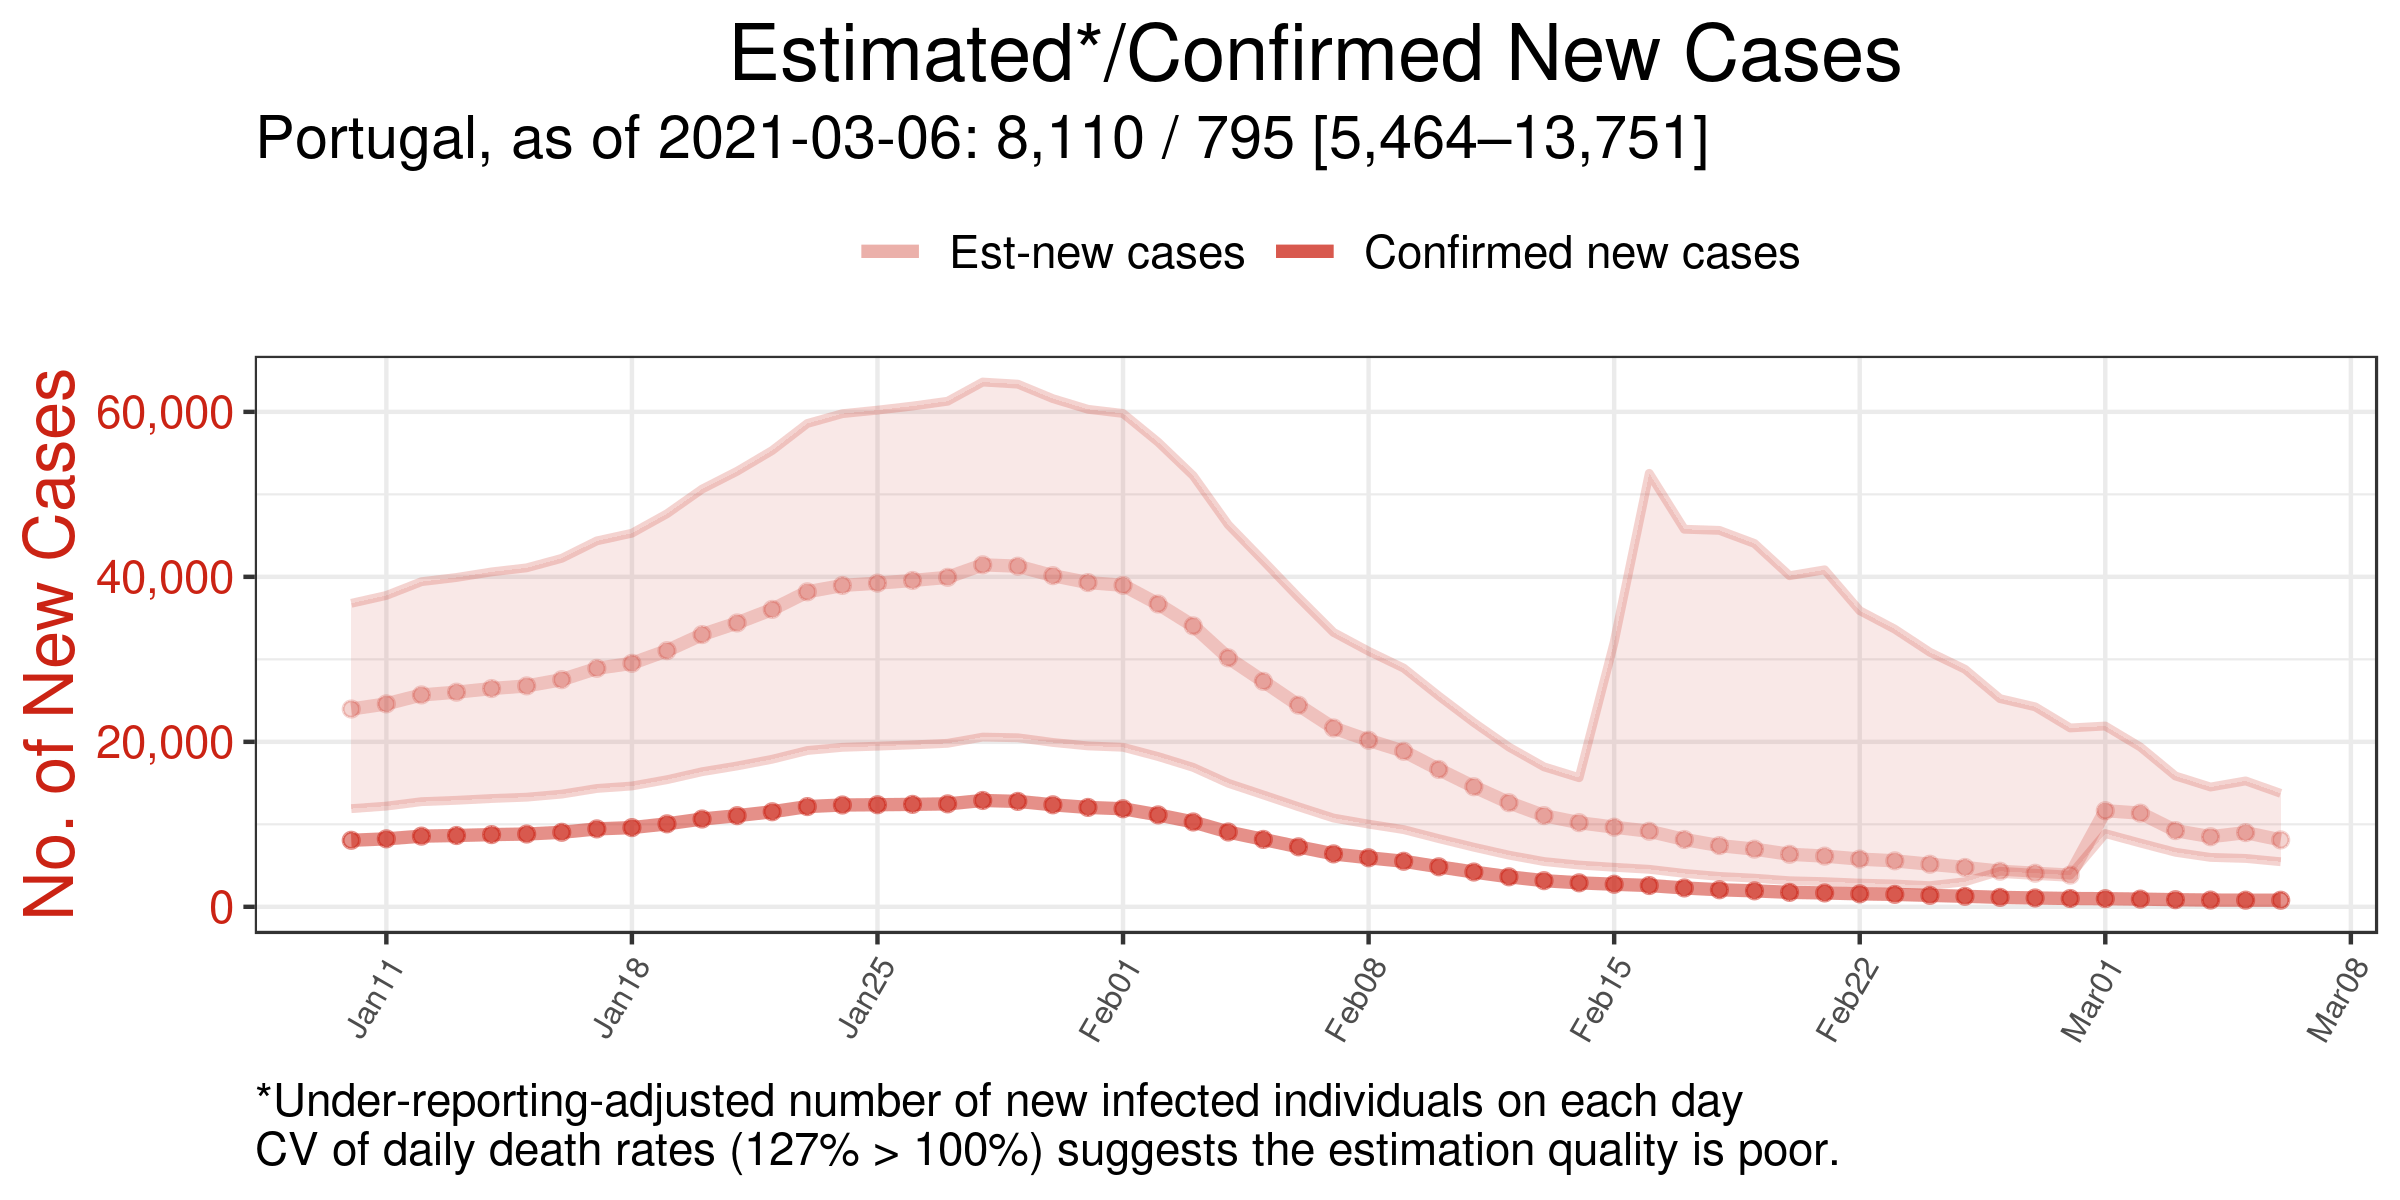 Estimated*/Confirmed New Cases
Portugal, as of 2021-03-06: 8,110 / 795 [5,464–13,751]
Est-new cases Confirmed new cases
No. of New Cases
60,000
40,000
20,000
0
Jan11 Jan18 Jan25 Feb01 Feb08 Feb15 Feb22 Mar01 Mar08
*Under-reporting-adjusted number of new infected individuals on each day
CV of daily death rates (127% > 100%) suggests the estimation quality is poor.